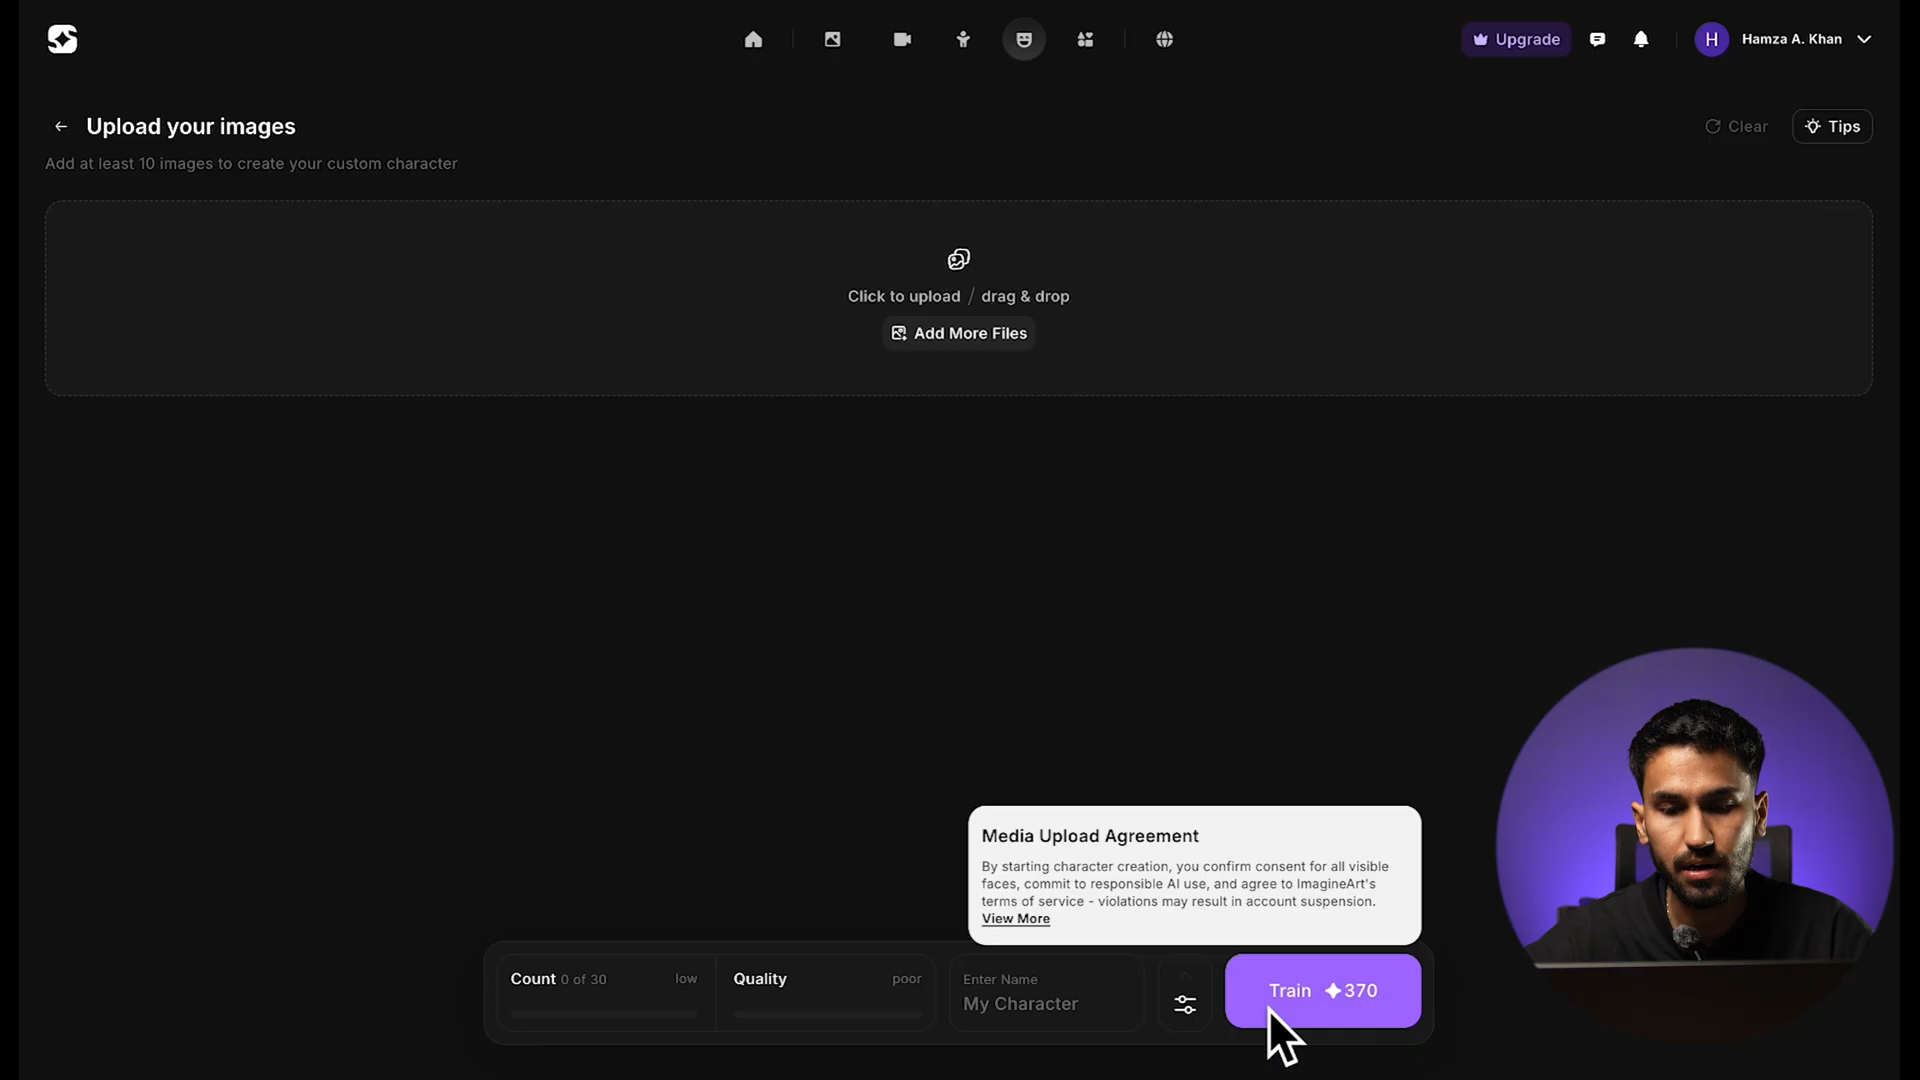 Upgrade
H
Hamza A. Khan
Upload your images
Clear
Tips
Add at least 10 images to create your custom character
Click to upload / drag & drop
Add More Files
Media Upload Agreement
By starting character creation, you confirm consent for all visible
faces, commit to responsible AI use, and agree to ImagineArt's
terms of service - violations may result in account suspension.
View More
Count 0 of 30 low
Quality poor
Enter Name
My Character
Train 370